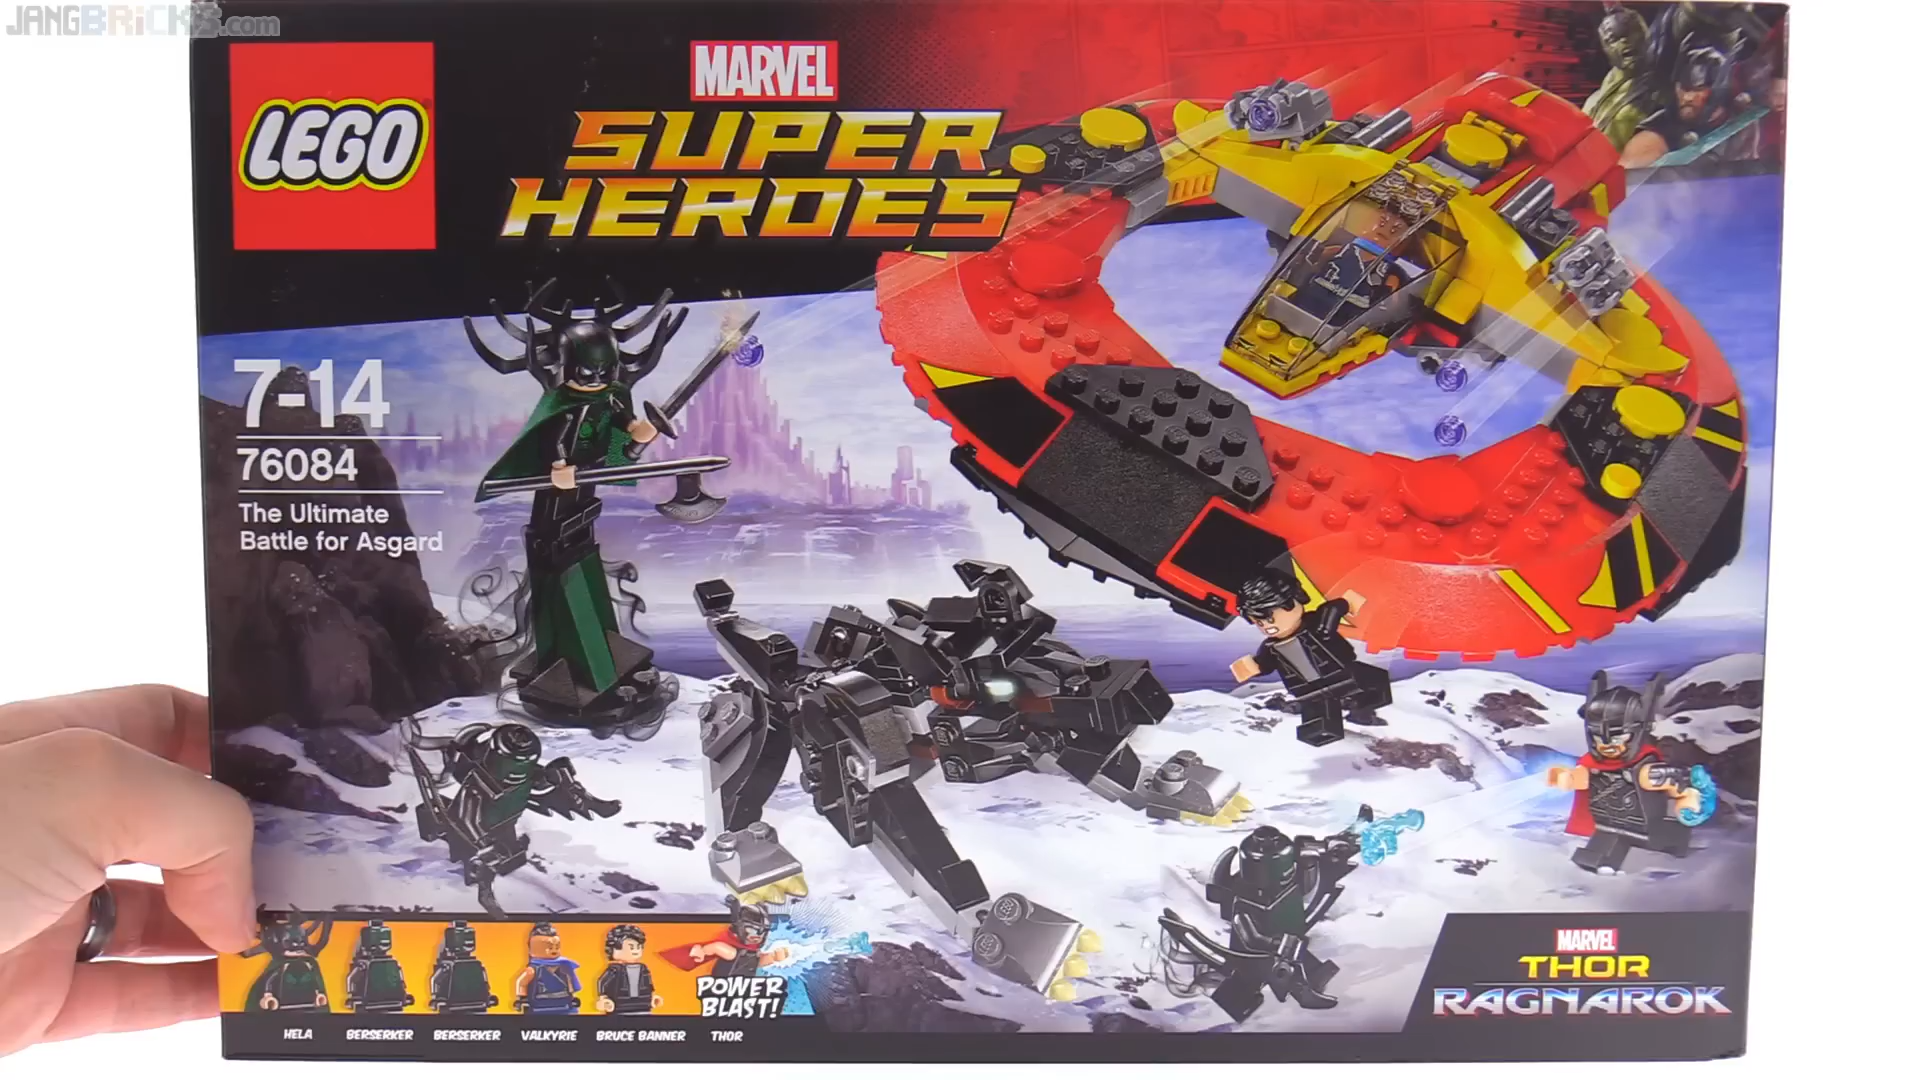 JANGBRiCKS.com
LEGO
MARVEL
SUPER
HEROES
7-14
76084
The Ultimate
Battle for Asgard
POWER
BLAST!
HELA BERSERKER BERSERKER VALKYRIE BRUCE BANNER THOR
MARVEL
THOR
RAGNAROK